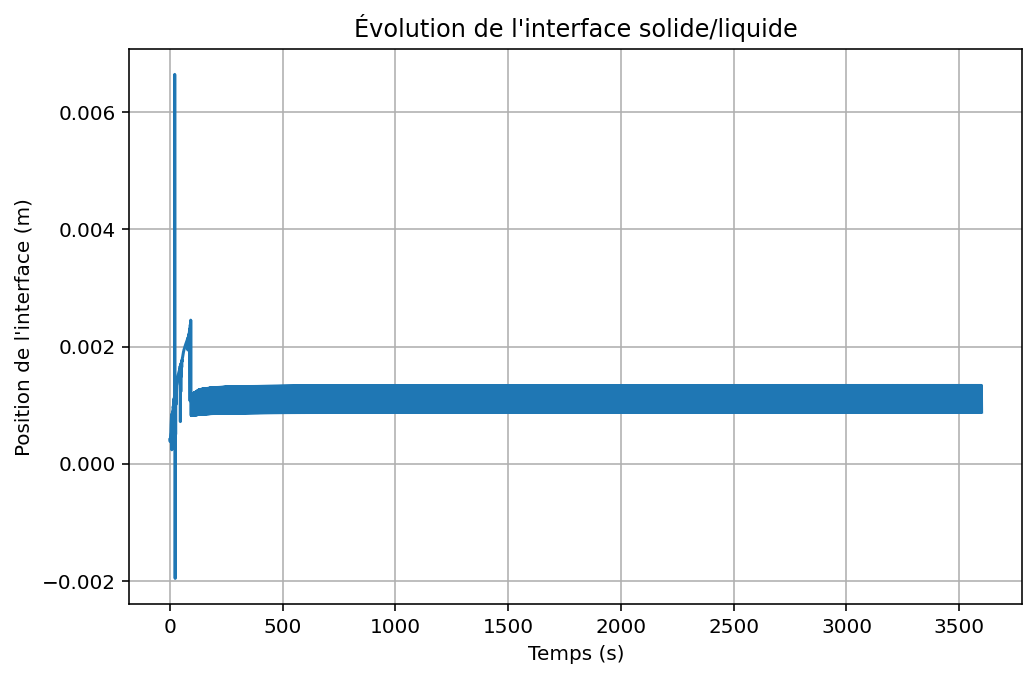 Évolution de l'interface solide/liquide
Position de l'interface (m)
0.006
0.004
0.002
0.000
−0.002
0 500 1000 1500 2000 2500 3000 3500
Temps (s)